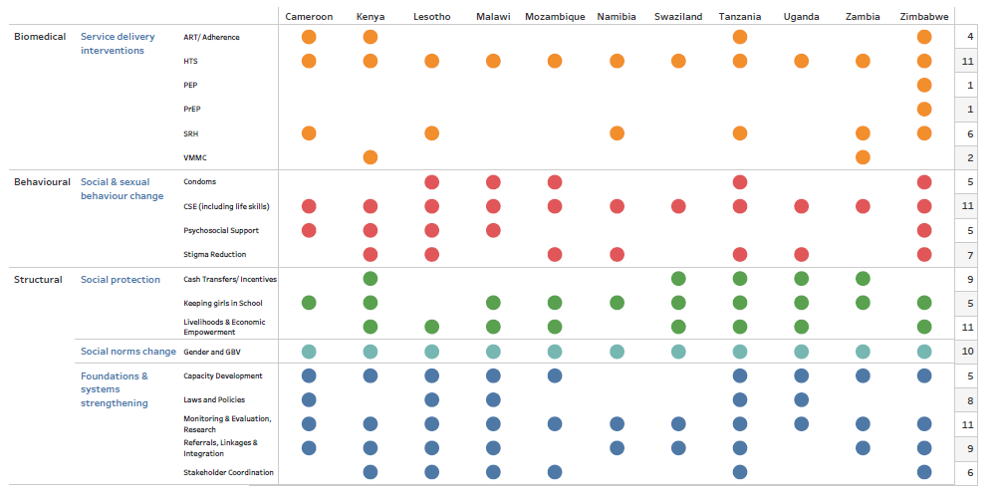 Cameroon Kenya Lesotho Malawi Mozambique Namibia Swaziland Tanzania Uganda Zambia Zimbabwe
Biomedical Service delivery ART/ Adherence 4
interventions
HTS 11
PEP 1
PrEP 1
SRH 6
VMMC 2
Behavioural Social & sexual Condoms 5
behaviour change
CSE (including life skills) 11
Psychosocial Support 5
Stigma Reduction 7
Structural Social protection Cash Transfers/ Incentives 9
Keeping girls in School 5
Livelihoods & Economic 11
Empowerment
Social norms change Gender and GBV 10
Foundations & Capacity Development 5
systems
strengthening Laws and Policies 8
Monitoring & Evaluation, 11
Research
Referrals, Linkages & 9
Integration
Stakeholder Coordination 6